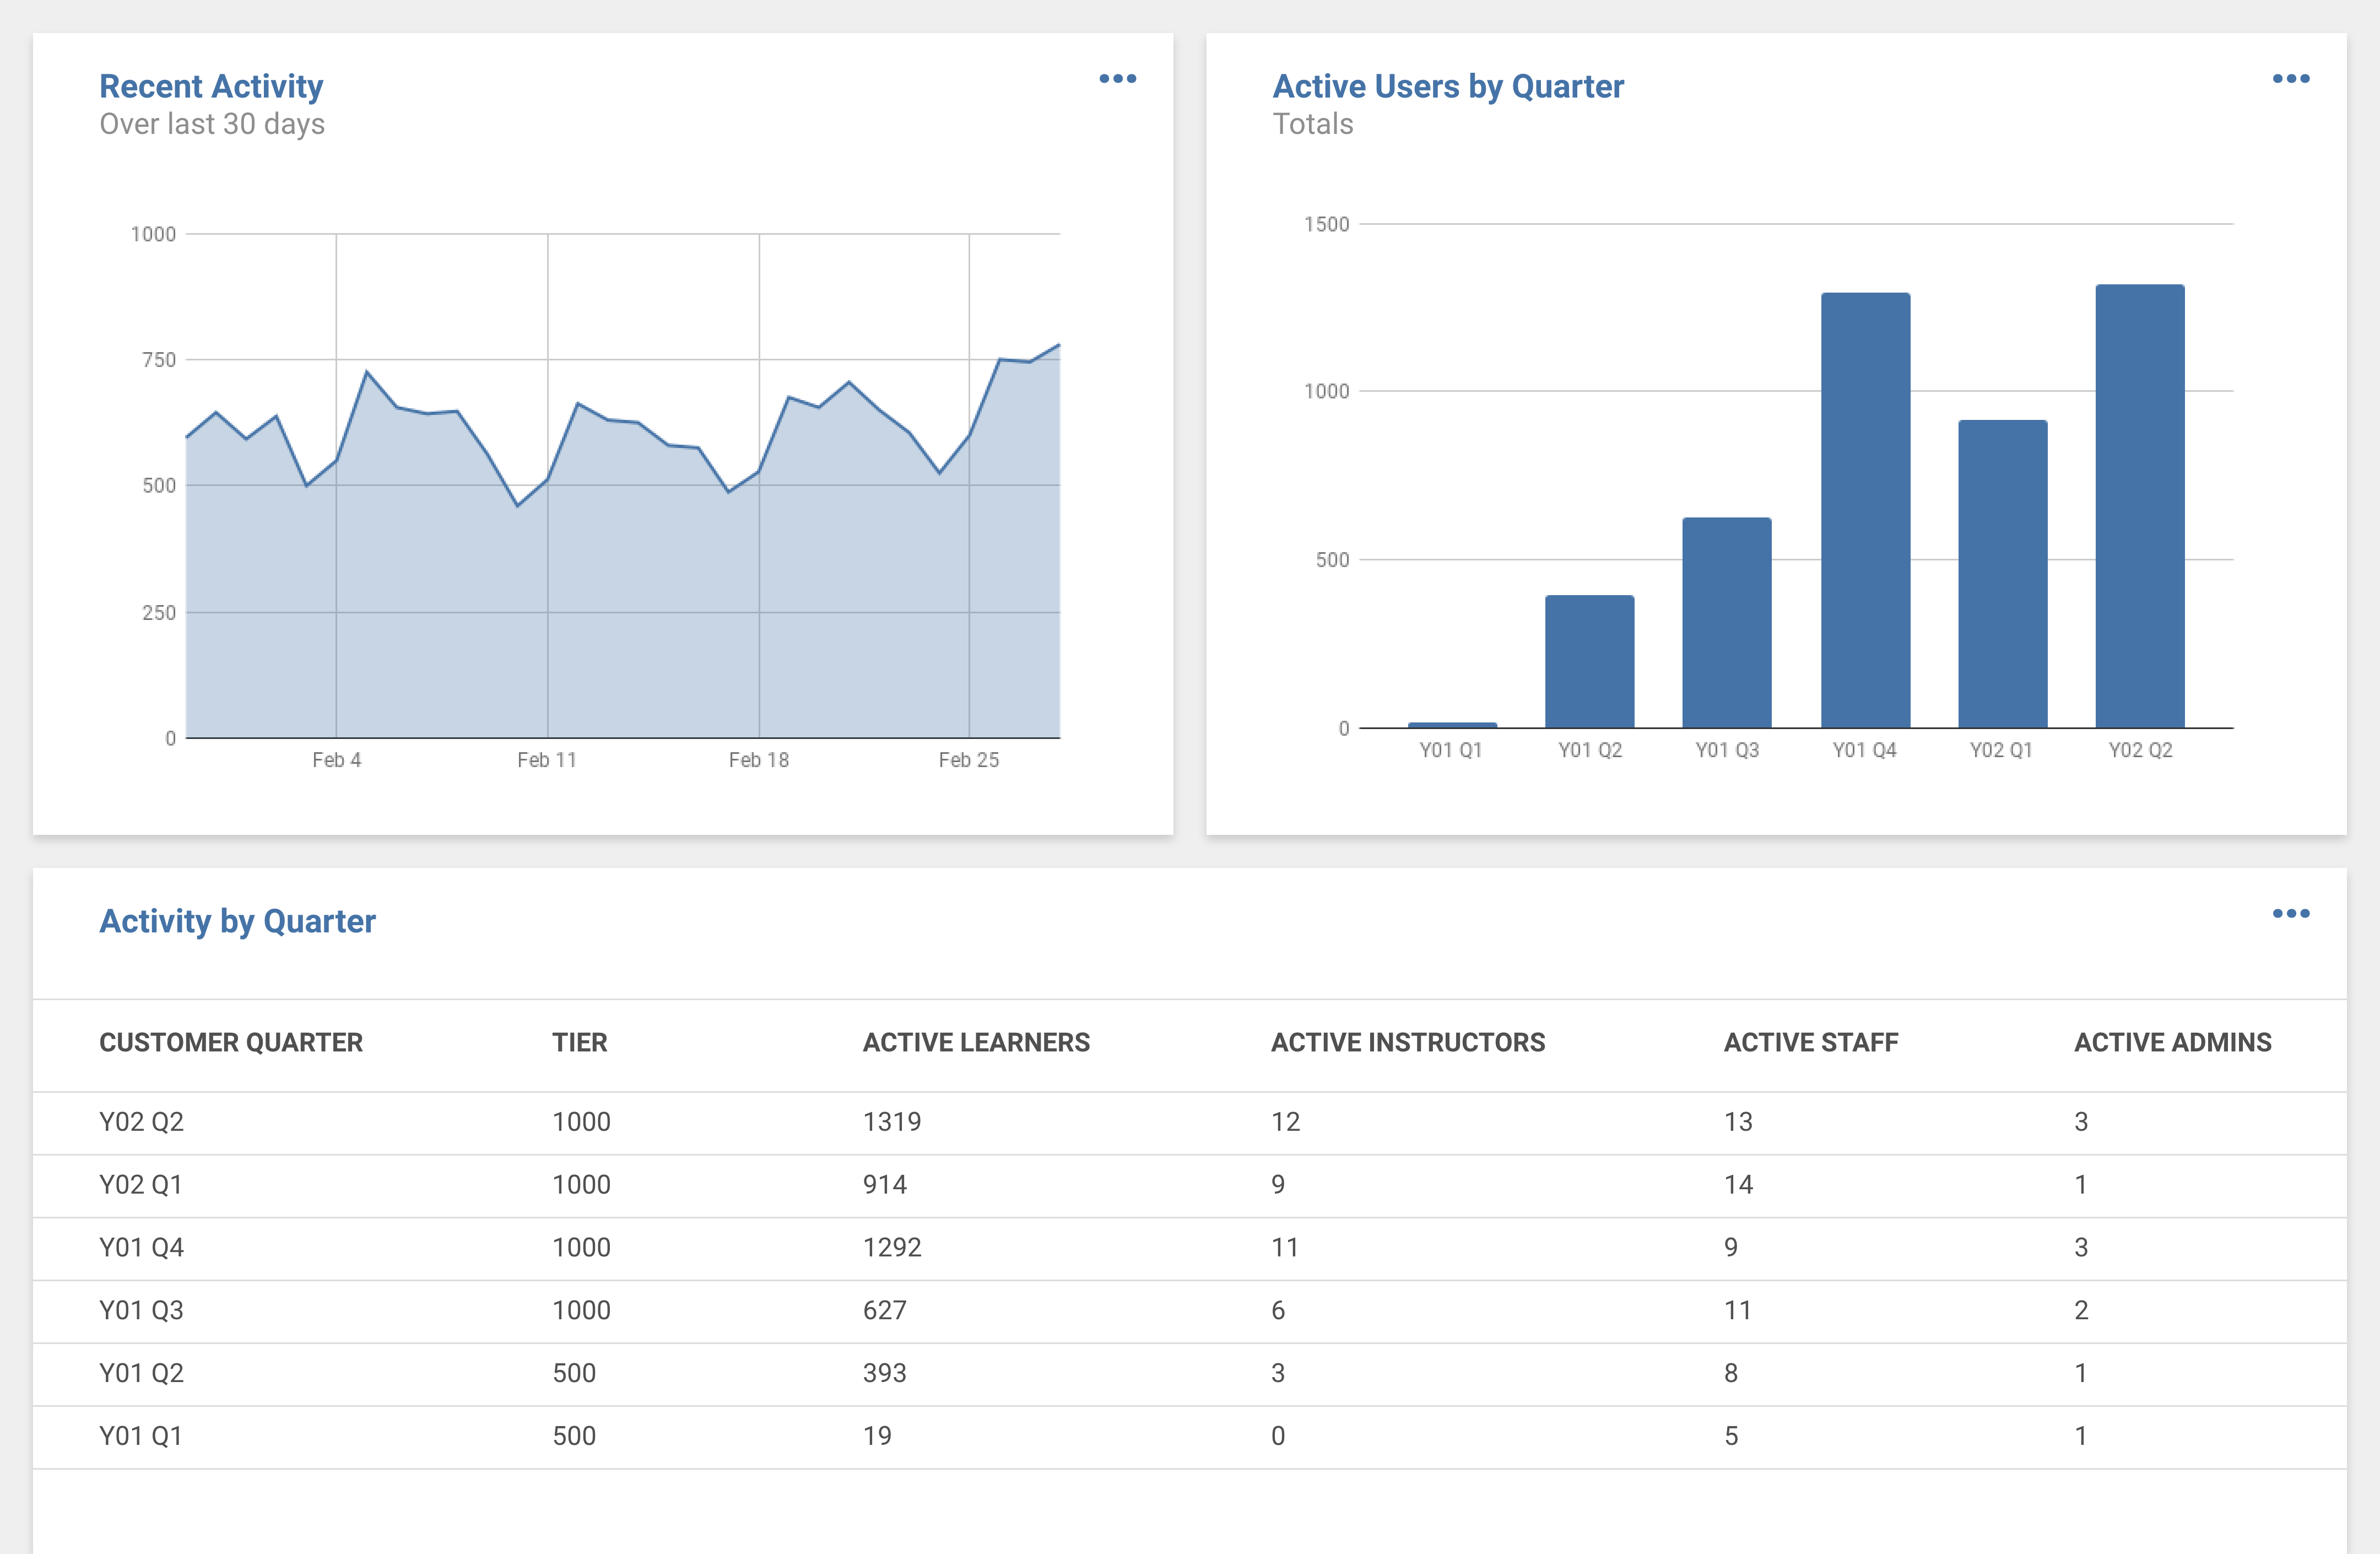 Recent Activity
Over last 30 days
1000
750
500
250
0
Feb 4 Feb 11 Feb 18 Feb 25
Active Users by Quarter
Totals
1500
1000
500
0
Y01 Q1 Y01 Q2 Y01 Q3 Y01 Q4 Y02 Q1 Y02 Q2
Activity by Quarter
CUSTOMER QUARTER TIER ACTIVE LEARNERS ACTIVE INSTRUCTORS ACTIVE STAFF ACTIVE ADMINS
Y02 Q2 1000 1319 12 13 3
Y02 Q1 1000 914 9 14 1
Y01 Q4 1000 1292 11 9 3
Y01 Q3 1000 627 6 11 2
Y01 Q2 500 393 3 8 1
Y01 Q1 500 19 0 5 1